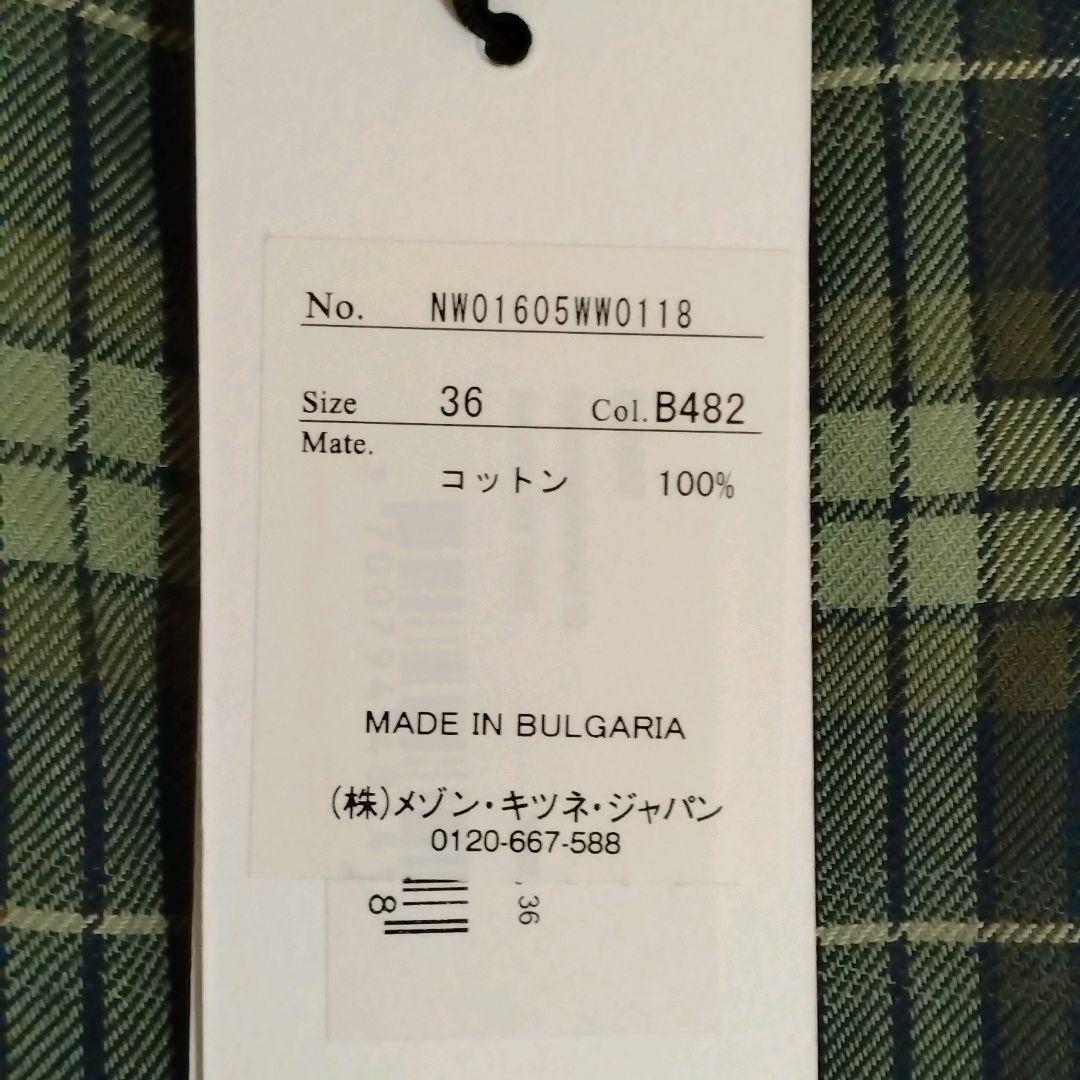 No. NW01605WW0118
Size 36 Col. B482
Mate.
コットン 100%
MADE IN BULGARIA
(株)メゾン・キツネ・ジャパン
0120-667-588
8
36